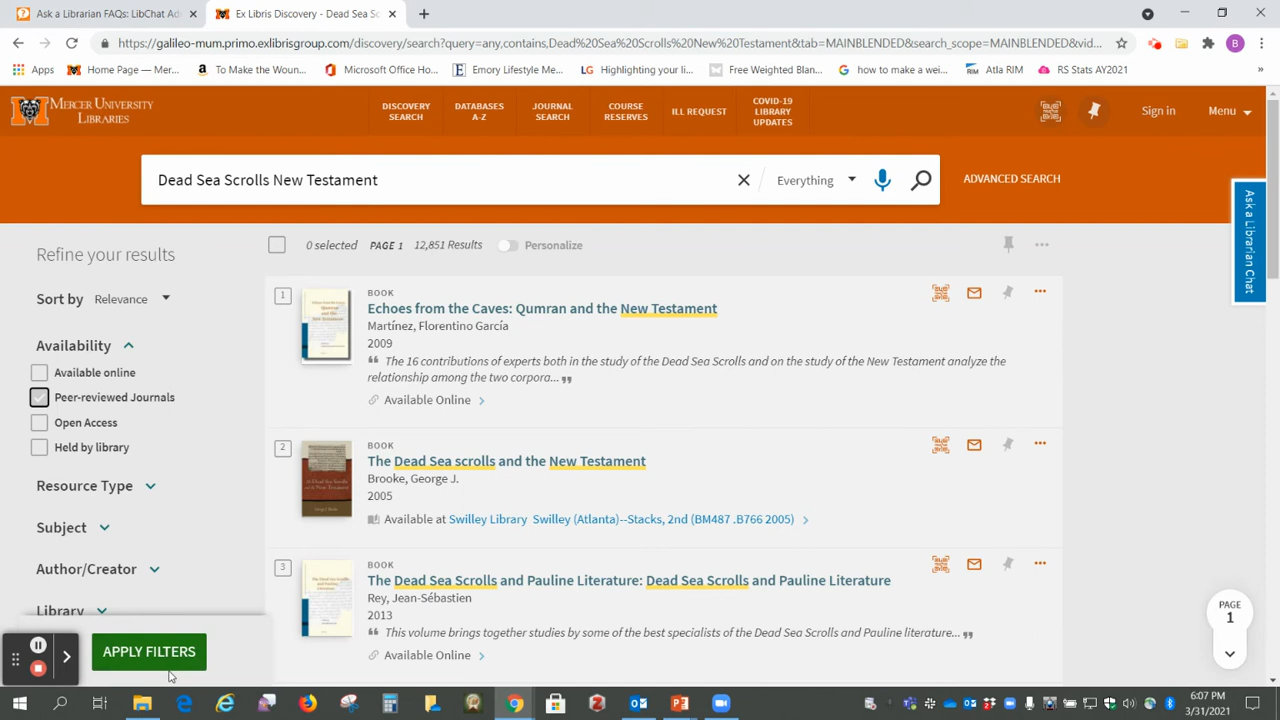 Ask a Librarian FAQs: LibChat Ad
Ex Libris Discovery - Dead Sea Sc
https://galileo-mum.primo.exlibrisgroup.com/discovery/search?query=any,contains,Dead%20Sea%20Scrolls%20New%20Testament&tab=MAINBLENDED&search_scope=MAINBLENDED&vid...
B
Apps
Home Page — Mer...
To Make the Woun...
Microsoft Office Ho...
Emory Lifestyle Me...
LG Highlighting your li...
Free Weighted Blan...
how to make a wei...
RIM Atla RIM
RS Stats AY2021
»
MERCER UNIVERSITY
LIBRARIES
DISCOVERY
SEARCH
DATABASES
A-Z
JOURNAL
SEARCH
COURSE
RESERVES
ILL REQUEST
COVID-19
LIBRARY
UPDATES
Sign in
Menu
Dead Sea Scrolls New Testament
Everything
ADVANCED SEARCH
Ask a Librarian Chat
Refine your results
0 selected PAGE 1 12,851 Results Personalize
Sort by Relevance
Availability
Available online
Peer-reviewed Journals
Open Access
Held by library
Resource Type
Subject
Author/Creator
Library
APPLY FILTERS
1
BOOK
Echoes from the Caves: Qumran and the New Testament
Martínez, Florentino García
2009
The 16 contributions of experts both in the study of the Dead Sea Scrolls and on the study of the New Testament analyze the
relationship among the two corpora...
Available Online
2
BOOK
The Dead Sea scrolls and the New Testament
Brooke, George J.
2005
Available at Swilley Library Swilley (Atlanta)--Stacks, 2nd (BM487 .B766 2005)
3
BOOK
The Dead Sea Scrolls and Pauline Literature: Dead Sea Scrolls and Pauline Literature
Rey, Jean-Sébastien
2013
This volume brings together studies by some of the best specialists of the Dead Sea Scrolls and Pauline literature...
Available Online
PAGE
1
6:07 PM
3/31/2021